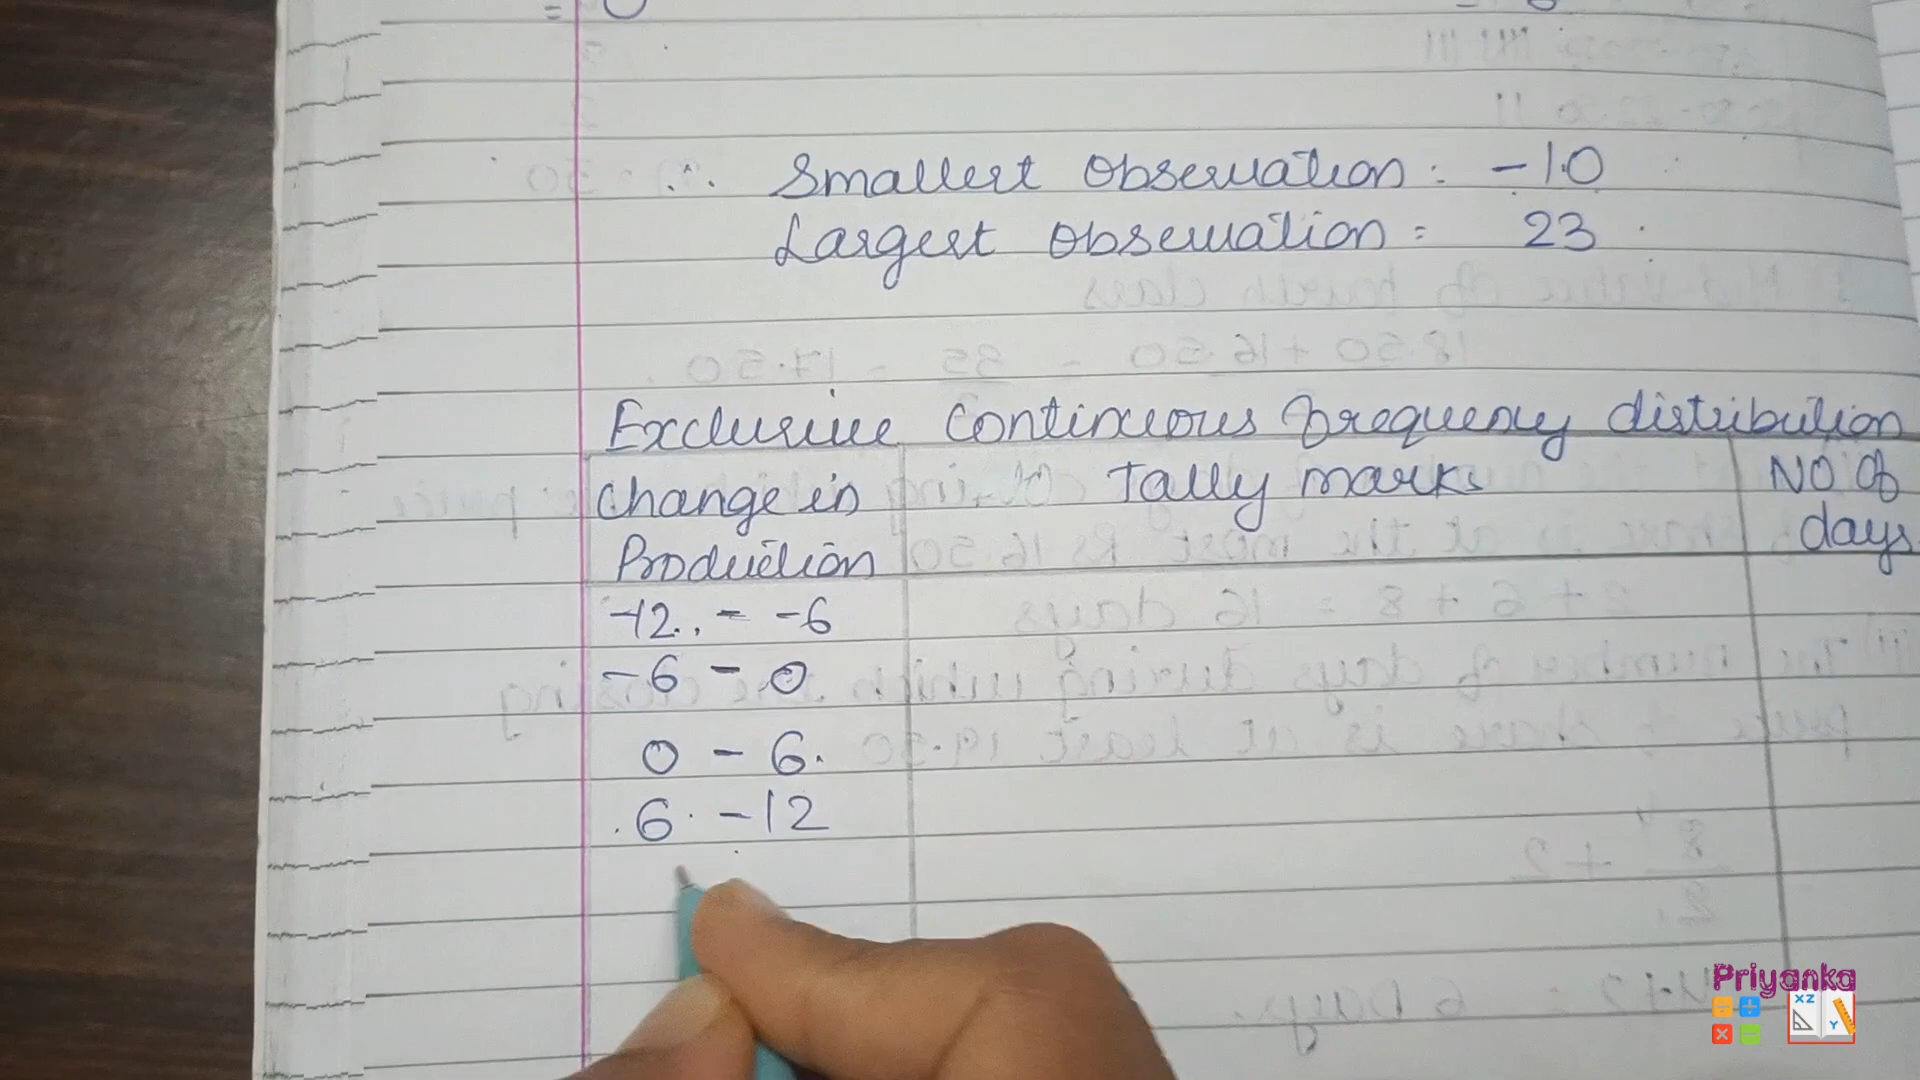 ∴ Smallest Observation : -10
Largest Observation = 23
Exclusive Continuous frequency distribution
Change in Production
Tally marks
No of days
-12 - -6
-6 - 0
0 - 6
6 - 12
Priyanka
XZ
Y